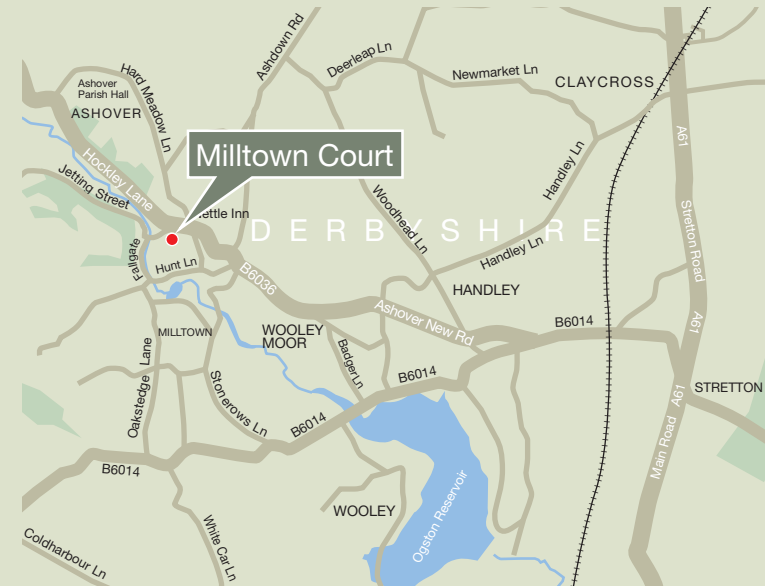 Ashdown Rd
Deerleap Ln
Newmarket Ln
CLAYCROSS
Hard Meadow Ln
Ashover
Parish Hall
ASHOVER
A61
Hockley Lane
Milltown Court
Jetting Street
Handley Ln
Woodhead Ln
ettle Inn
DERBYSHIRE
Stretton Road
Fallgate
Hunt Ln
Handley Ln
B6036
HANDLEY
Ashover New Rd
B6014
A61
MILLTOWN
WOOLEY
MOOR
Badger Ln
B6014
STRETTON
A61
Oakstedge Lane
Stonerows Ln
B6014
Main Road
B6014
Ogston Reservoir
WOOLEY
White Car Ln
Coldharbour Ln